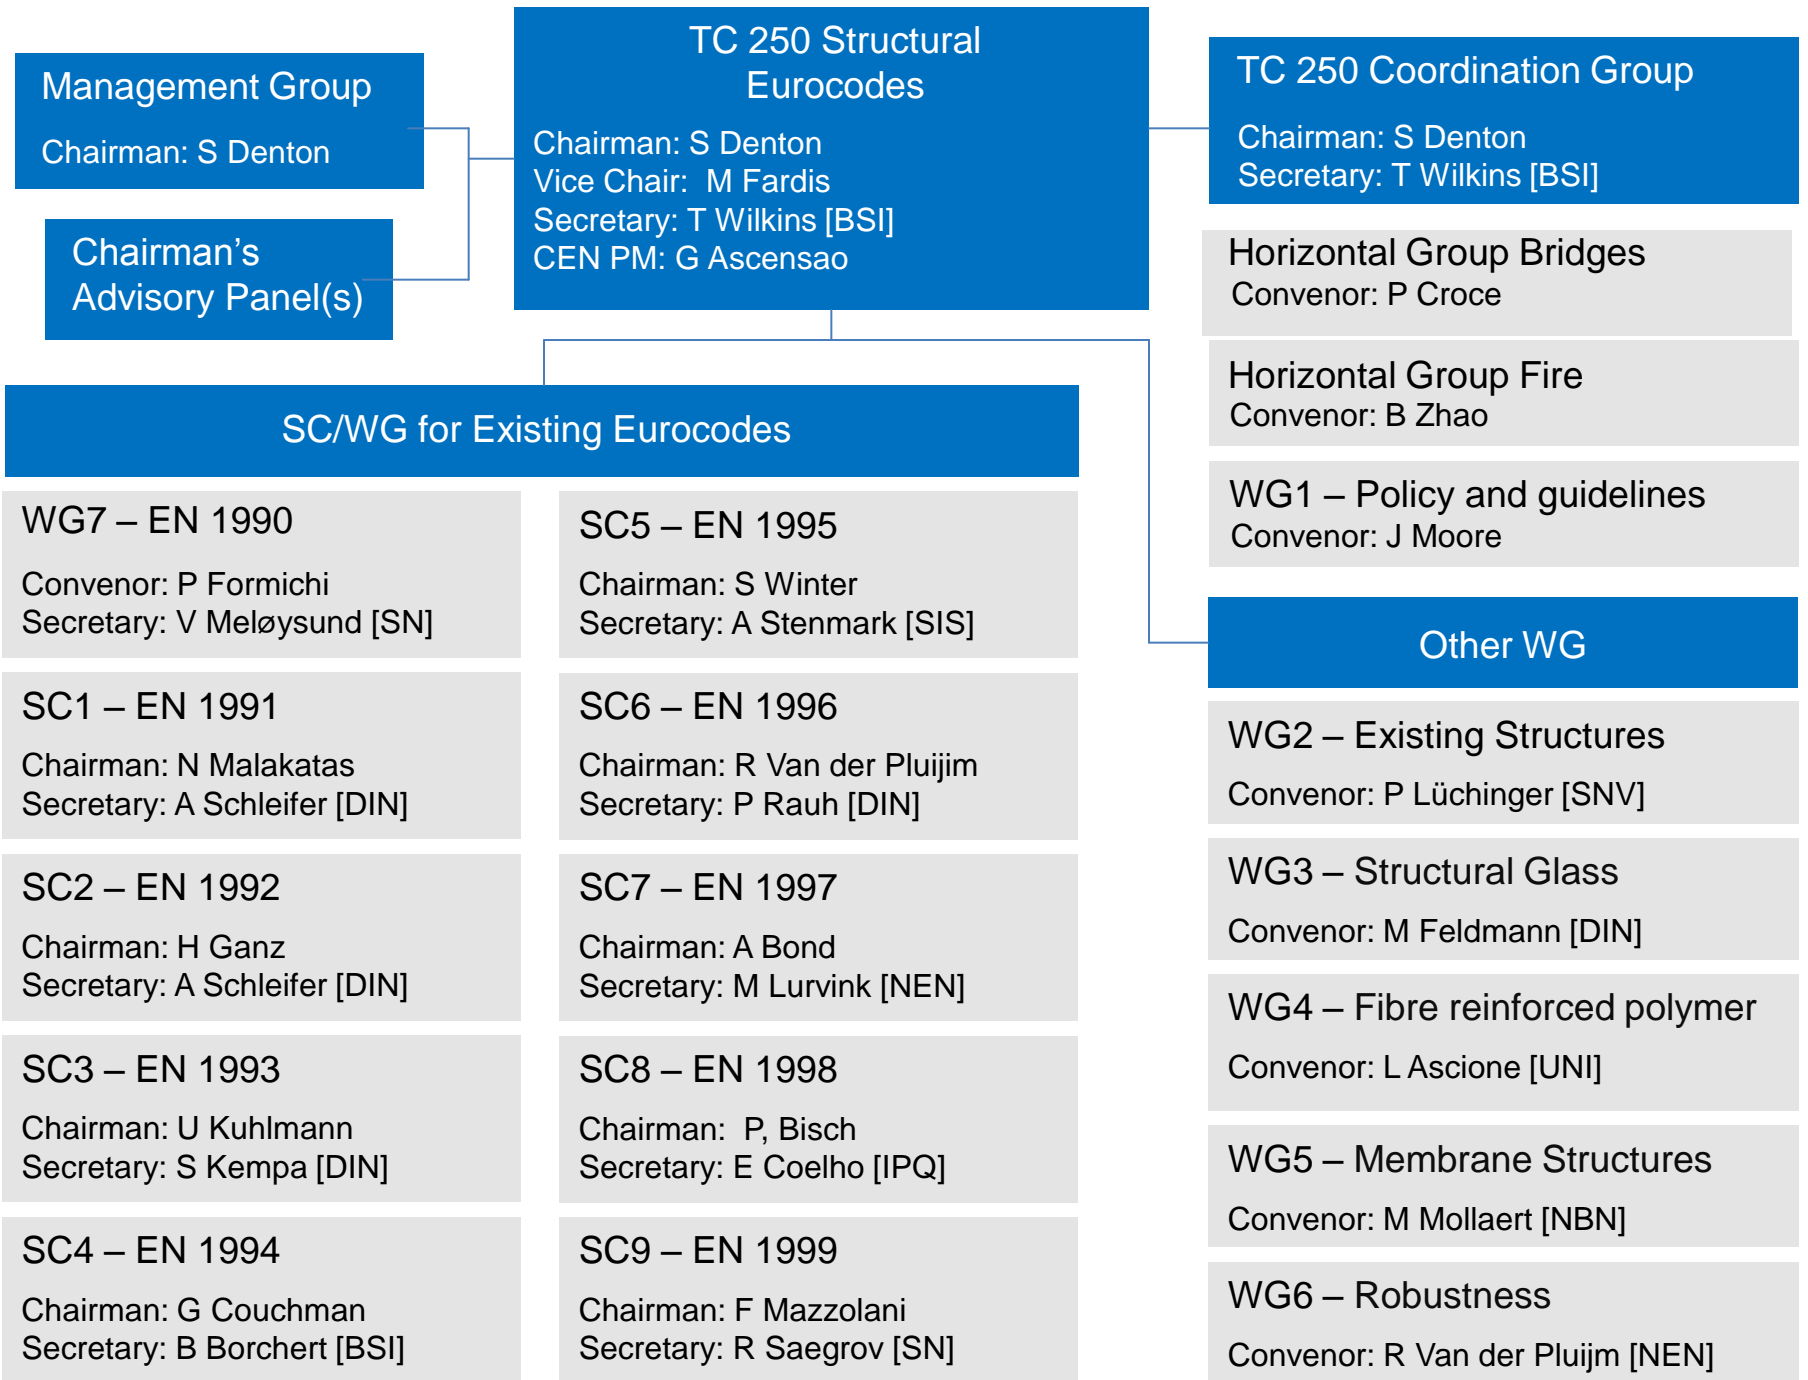 Management Group
Chairman: S Denton
Chairman’s
Advisory Panel(s)
TC 250 Structural
Eurocodes
Chairman: S Denton
Vice Chair:  M Fardis
Secretary: T Wilkins [BSI]
CEN PM: G Ascensao
TC 250 Coordination Group
Chairman: S Denton
Secretary: T Wilkins [BSI]
Horizontal Group Bridges
Convenor: P Croce
Horizontal Group Fire
Convenor: B Zhao
WG1 – Policy and guidelines
Convenor: J Moore
SC/WG for Existing Eurocodes
WG7 – EN 1990
Convenor: P Formichi
Secretary: V Meløysund [SN]
SC1 – EN 1991
Chairman: N Malakatas
Secretary: A Schleifer [DIN]
SC2 – EN 1992
Chairman: H Ganz
Secretary: A Schleifer [DIN]
SC3 – EN 1993
Chairman: U Kuhlmann
Secretary: S Kempa [DIN]
SC4 – EN 1994
Chairman: G Couchman
Secretary: B Borchert [BSI]
SC5 – EN 1995
Chairman: S Winter
Secretary: A Stenmark [SIS]
SC6 – EN 1996
Chairman: R Van der Pluijim
Secretary: P Rauh [DIN]
SC7 – EN 1997
Chairman: A Bond
Secretary: M Lurvink [NEN]
SC8 – EN 1998
Chairman:  P, Bisch
Secretary: E Coelho [IPQ]
SC9 – EN 1999
Chairman: F Mazzolani
Secretary: R Saegrov [SN]
Other WG
WG2 – Existing Structures
Convenor: P Lüchinger [SNV]
WG3 – Structural Glass
Convenor: M Feldmann [DIN]
WG4 – Fibre reinforced polymer
Convenor: L Ascione [UNI]
WG5 – Membrane Structures
Convenor: M Mollaert [NBN]
WG6 – Robustness
Convenor: R Van der Pluijm [NEN]